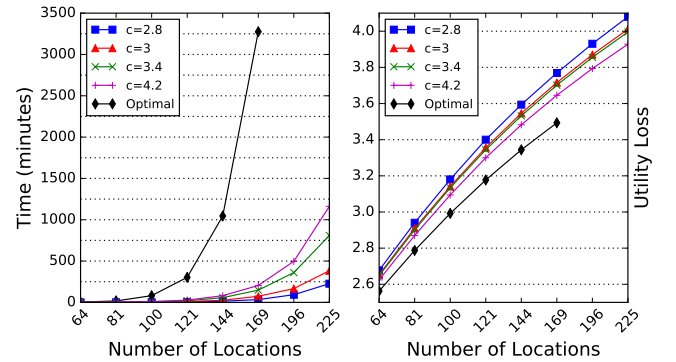 3500
3000
2500
2000
1500
1000
500
0
Time (minutes)
c=2.8
c=3
c=3.4
c=4.2
Optimal
64 81 100 121 144 169 196 225
Number of Locations
4.0
3.8
3.6
3.4
3.2
3.0
2.8
2.6
c=2.8
c=3
c=3.4
c=4.2
Optimal
64 81 100 121 144 169 196 225
Number of Locations
Utility Loss